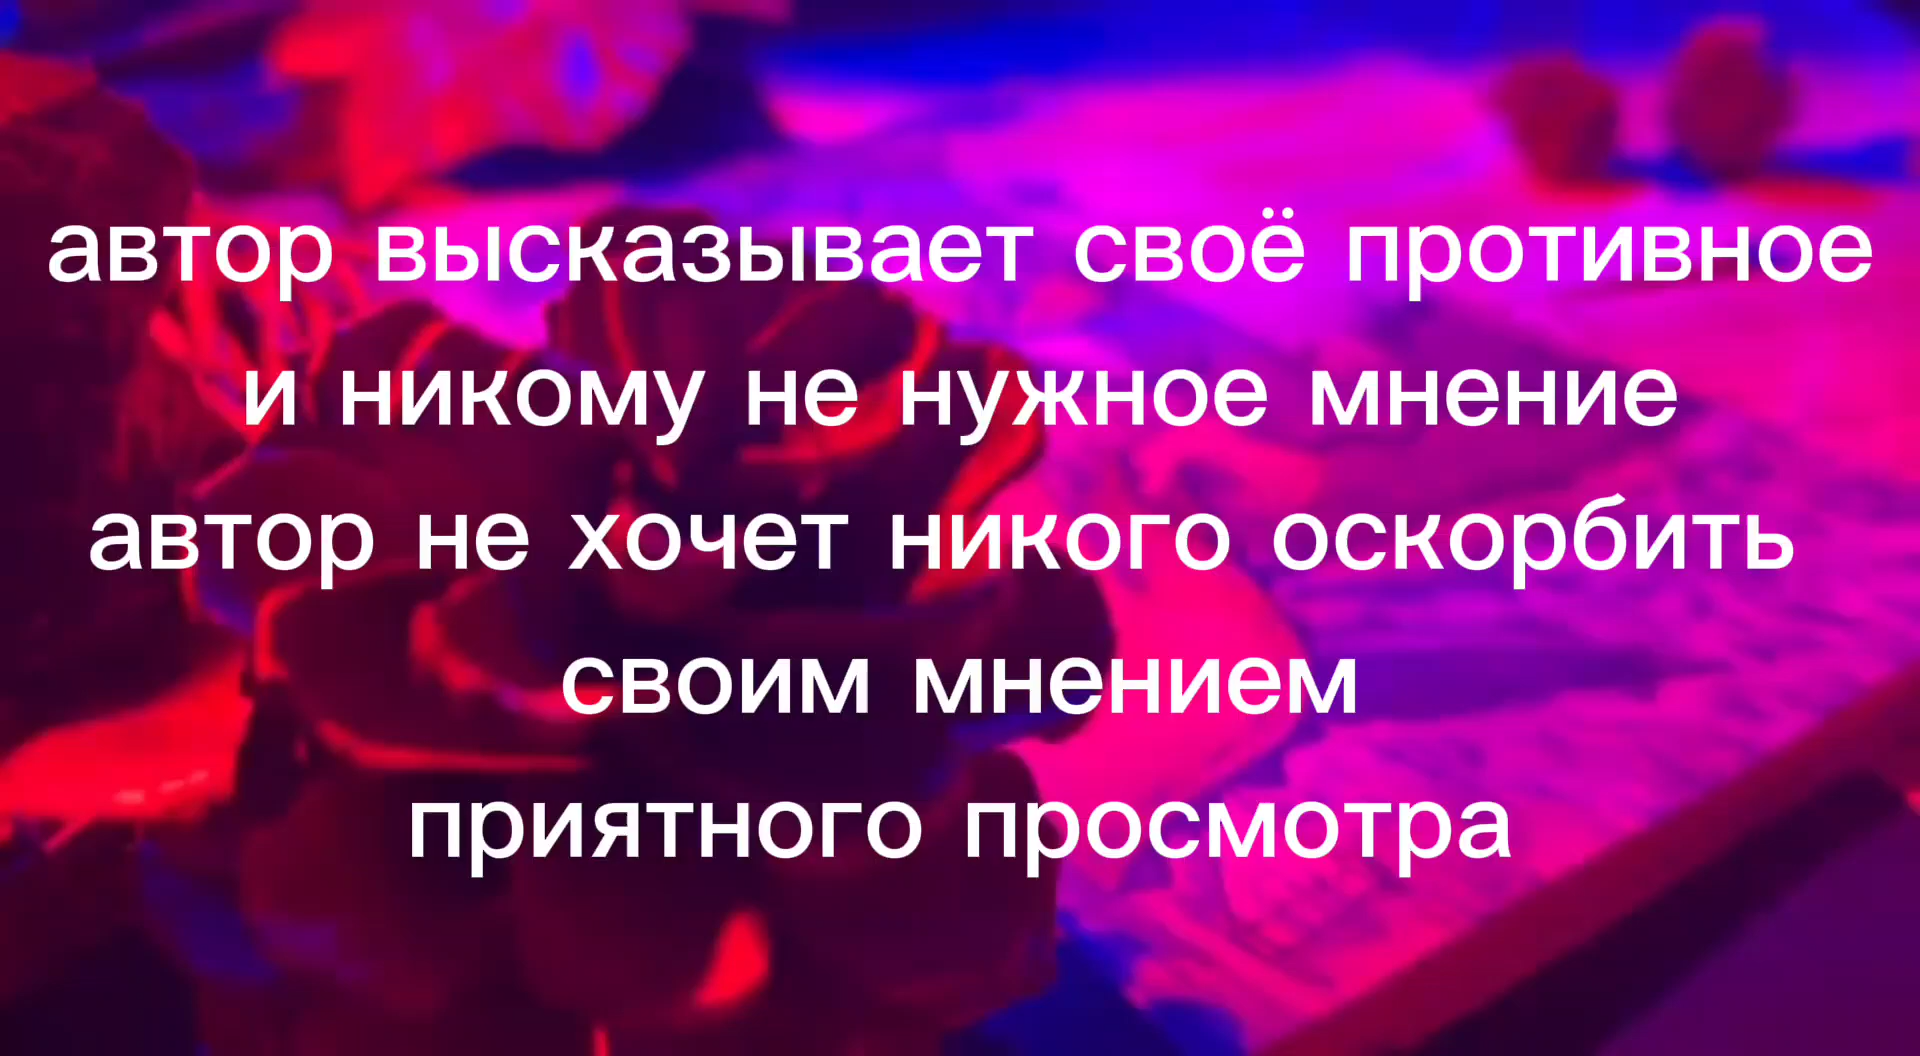 автор высказывает своё противное
и никому не нужное мнение
автор не хочет никого оскорбить
своим мнением
приятного просмотра